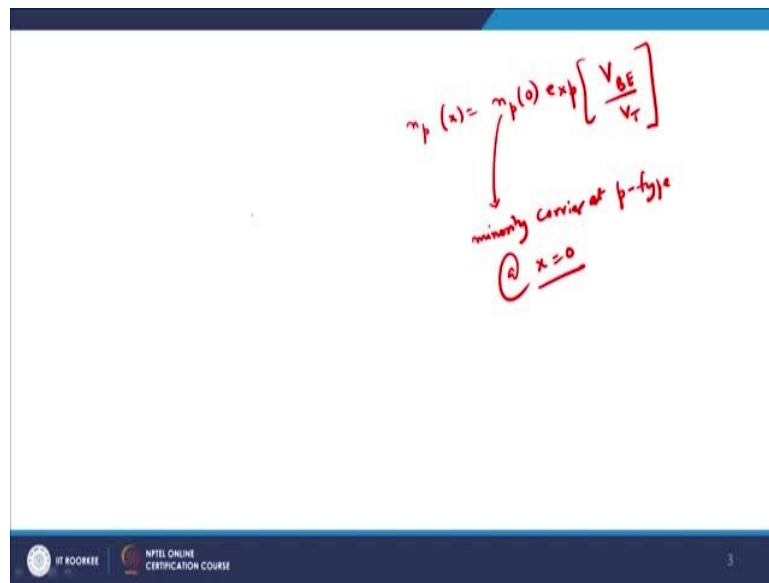 n_p (x) = n_p(0) exp[V_BE/V_T]
minority carrier at p-type
@ x=0
IIT ROORKEE
NPTEL ONLINE
CERTIFICATION COURSE
3